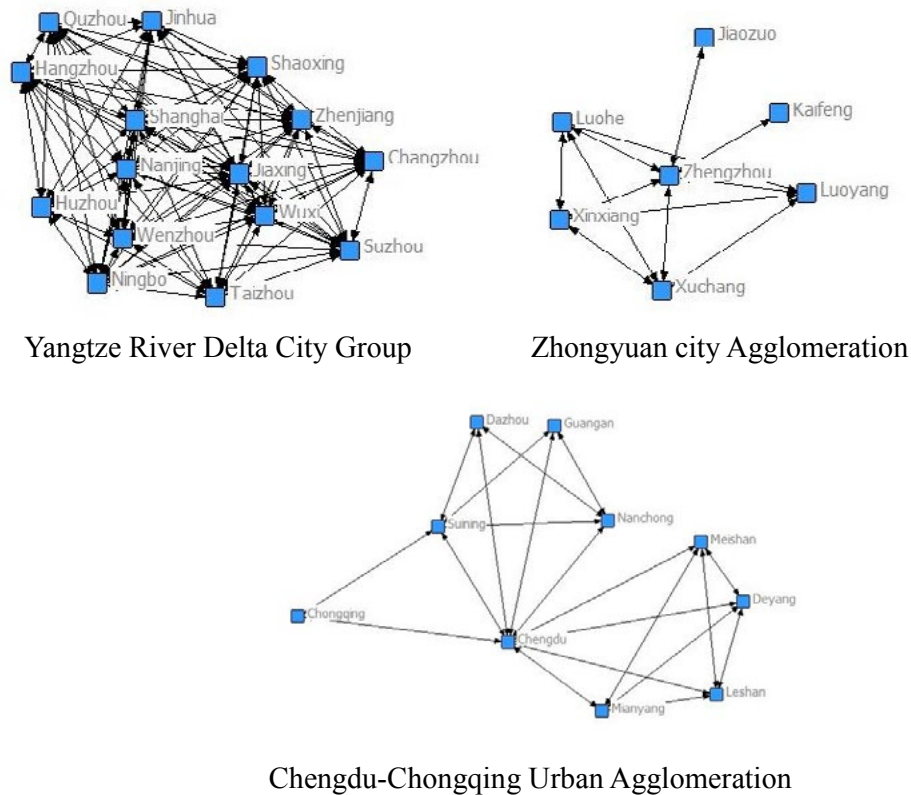 Quzhou
Jinhua
Hangzhou
Shaoxing
Shanghai
Zhenjiang
Changzhou
Nanjing
Jiaxing
Huzhou
Wuxi
Wenzhou
Suzhou
Ningbo
Taizhou
Yangtze River Delta City Group
Jiaozuo
Kaifeng
Luohe
Zhengzhou
Luoyang
Xinxiang
Xuchang
Zhongyuan city Agglomeration
Dazhou
Guangan
Suining
Nanchong
Meishan
Deyang
Chongqing
Chengdu
Leshan
Mianyang
Chengdu-Chongqing Urban Agglomeration